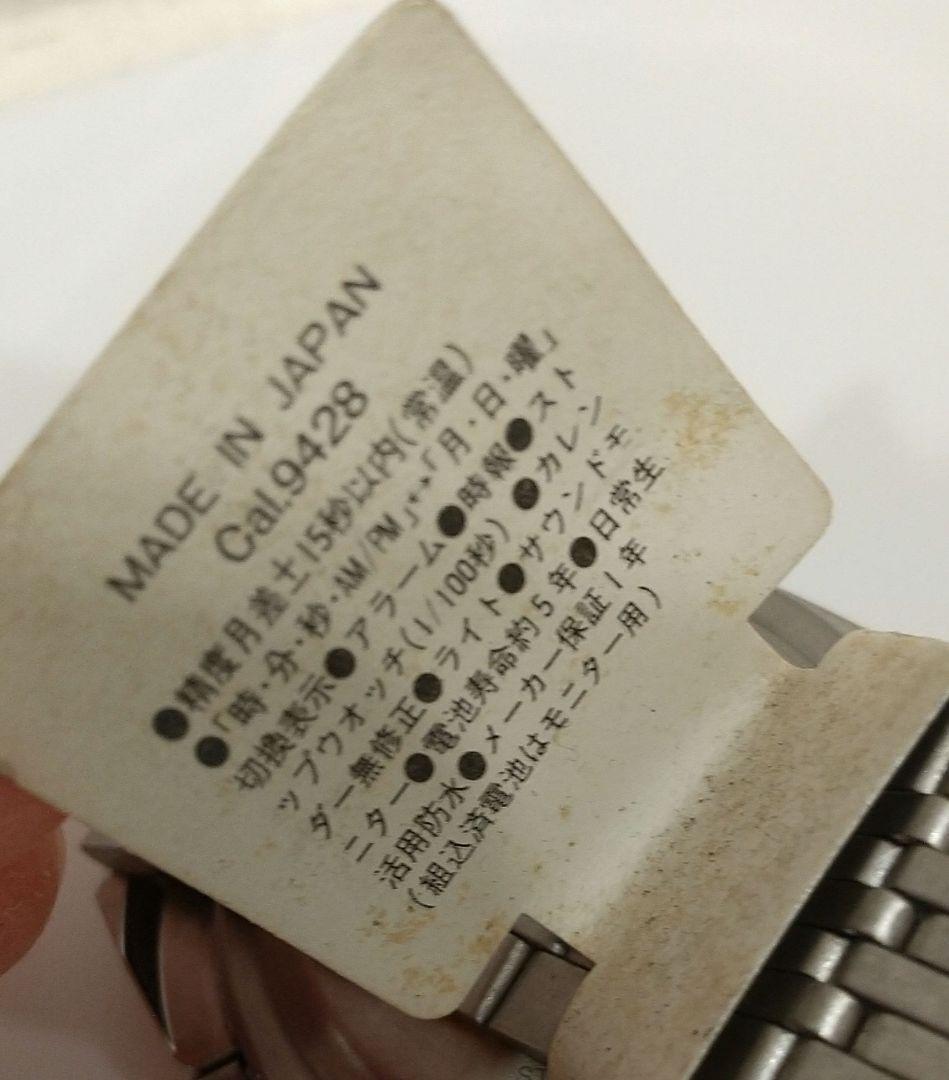 MADE IN JAPAN
Cal.9428
●精度月差±15秒以内(常温)
●「時・分・秒・AM/PM」↔「月・日・曜」
切換表示●アラーム●時報●スト
ップウオッチ(1/100秒)●カレン
ダー無修正●ライト●サウンドモ
ニター●電池寿命約5年●日常生
活用防水●メーカー保証1年
(組込済電池はモニター用)